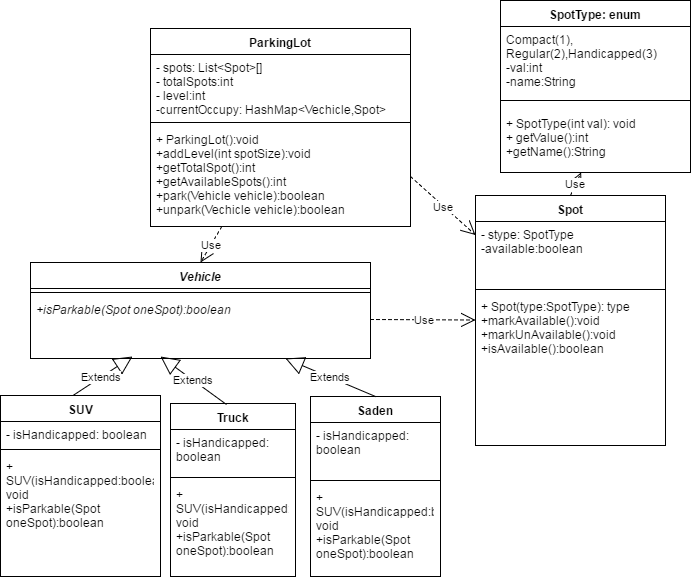 SpotType: enum
Compact(1),
Regular(2),Handicapped(3)
-val:int
-name:String
+ SpotType(int val): void
+ getValue():int
+getName():String
ParkingLot
- spots: List<Spot>[]
- totalSpots:int
- level:int
-currentOccupy: HashMap<Vechicle,Spot>
+ ParkingLot():void
+addLevel(int spotSize):void
+getTotalSpot():int
+getAvailableSpots():int
+park(Vehicle vehicle):boolean
+unpark(Vechicle vehicle):boolean
Use
Use
Use
Spot
- stype: SpotType
-available:boolean
+ Spot(type:SpotType): type
+markAvailable():void
+markUnAvailable():void
+isAvailable():boolean
Vehicle
+isParkable(Spot oneSpot):boolean
Use
Extends
Extends
Extends
SUV
- isHandicapped: boolean
+
SUV(isHandicapped:boolea
void
+isParkable(Spot
oneSpot):boolean
Truck
- isHandicapped:
boolean
+
SUV(isHandicapped
void
+isParkable(Spot
oneSpot):boolean
Saden
- isHandicapped:
boolean
+
SUV(isHandicapped:b
void
+isParkable(Spot
oneSpot):boolean